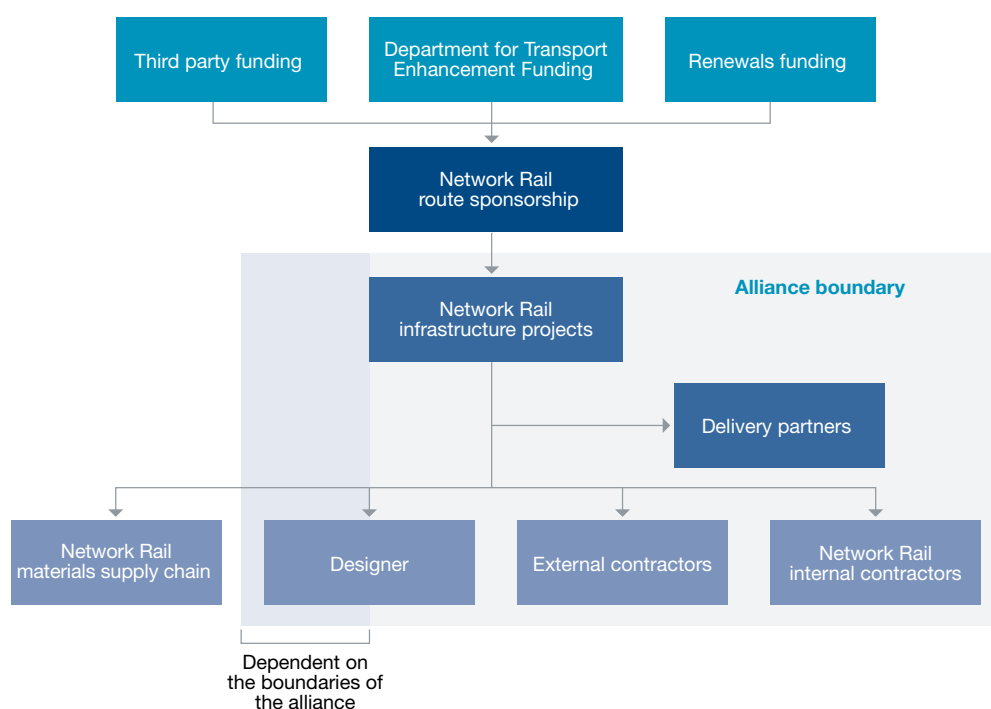 Third party funding
Department for Transport
Enhancement Funding
Renewals funding
Network Rail
route sponsorship
Alliance boundary
Network Rail
infrastructure projects
Delivery partners
Network Rail
materials supply chain
Designer
External contractors
Network Rail
internal contractors
Dependent on
the boundaries of
the alliance